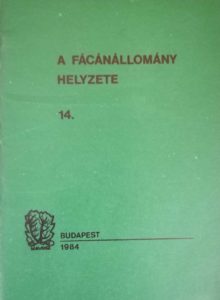 A FÁCÁNÁLLOMÁNY
HELYZETE
14.
BUDAPEST
1984